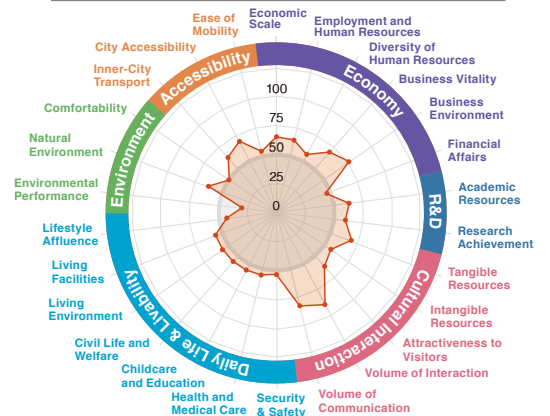 Economic
Scale
Employment and
Human Resources
Diversity of
Human Resources
Business Vitality
Business
Environment
Financial
Affairs
Academic
Resources
Research
Achievement
Tangible
Resources
Intangible
Resources
Attractiveness to
Visitors
Volume of Interaction
Volume of
Communication
Security
& Safety
Health and
Medical Care
Childcare
and Education
Civil Life and
Welfare
Living
Environment
Living
Facilities
Lifestyle
Affluence
Environmental
Performance
Natural
Environment
Comfortability
Inner-City
Transport
City Accessibility
Ease of
Mobility
Economy
R&D
Cultural Interaction
Daily Life & Livability
Environment
Accessibility
100
75
50
25
0